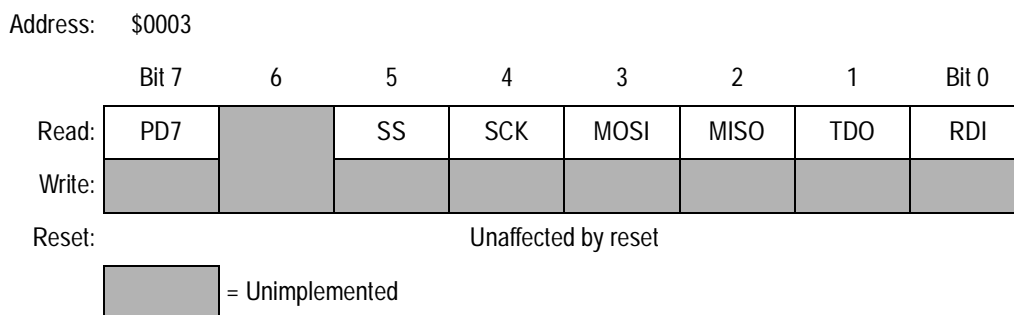 Address: $0003
Bit 7 6 5 4 3 2 1 Bit 0
Read: PD7 SS SCK MOSI MISO TDO RDI
Write:
Reset: Unaffected by reset
= Unimplemented